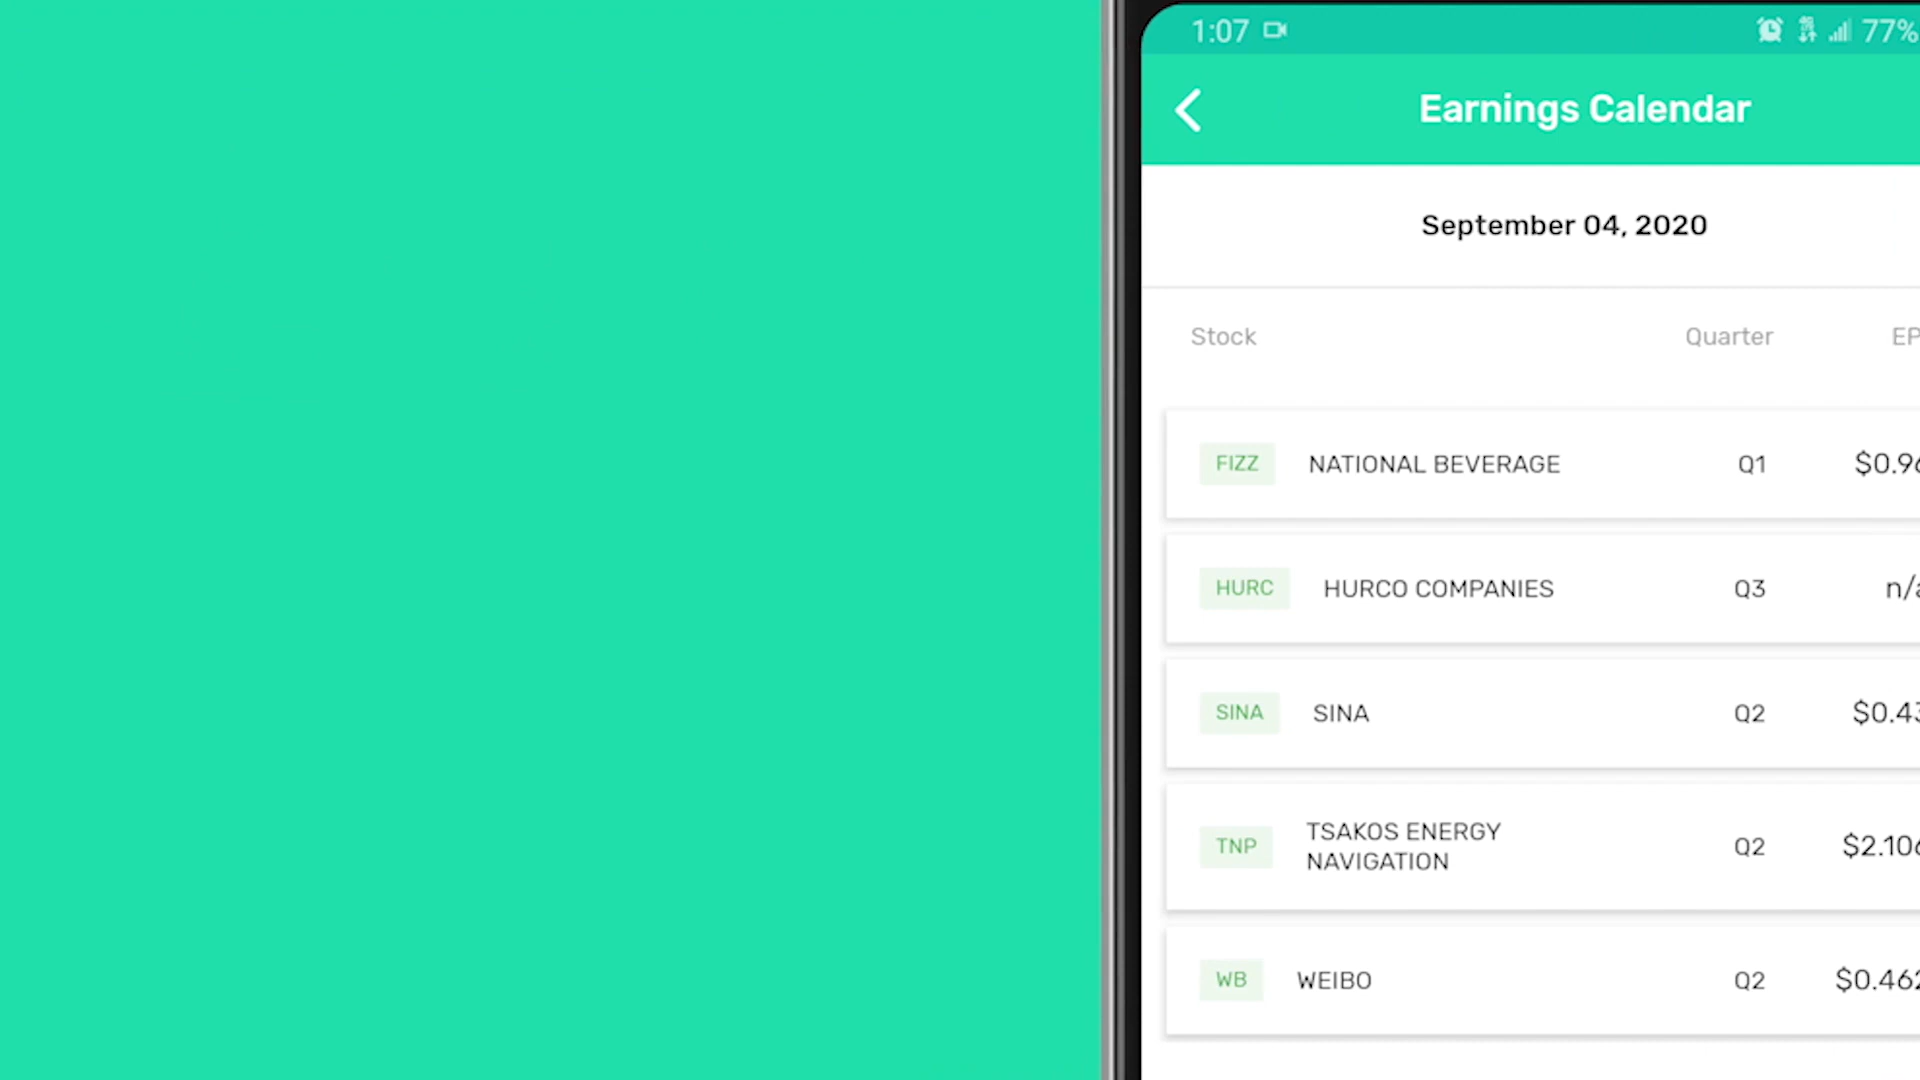 1:07 77%
Earnings Calendar
September 04, 2020
Stock Quarter
FIZZ NATIONAL BEVERAGE Q1
HURC HURCO COMPANIES Q3
SINA SINA Q2
TNP TSAKOS ENERGY
NAVIGATION Q2
WB WEIBO Q2